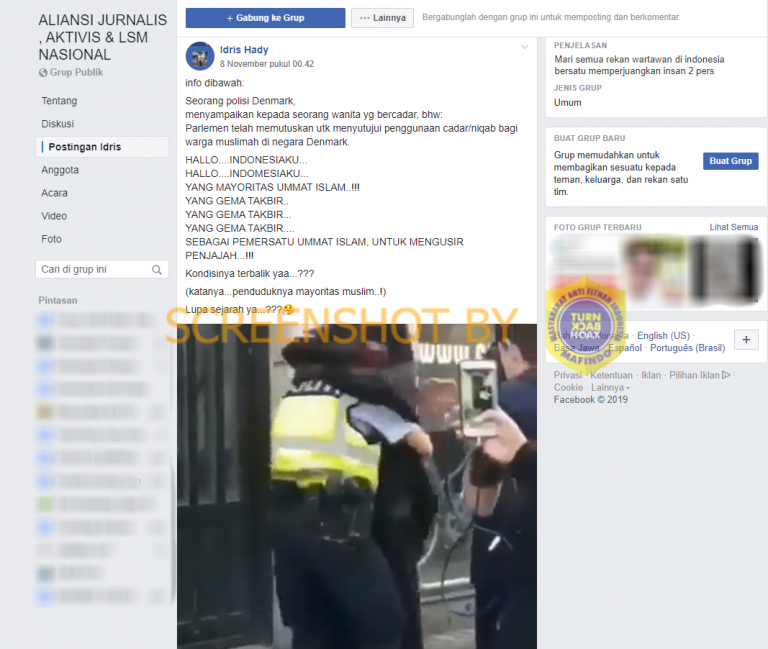 ALIANSI JURNALIS
, AKTIVIS & LSM
NASIONAL
Grup Publik
Tentang
Diskusi
Postingan Idris
Anggota
Acara
Video
Foto
Cari di grup ini
Pintasan
+ Gabung ke Grup
··· Lainnya
Bergabunglah dengan grup ini untuk memposting dan berkomentar.
Idris Hady
8 November pukul 00.42
info dibawah:
Seorang polisi Denmark,
menyampaikan kepada seorang wanita yg bercadar, bhw:
Parlemen telah memutuskan utk menyutujui penggunaan cadar/niqab bagi
warga muslimah di negara Denmark.
HALLO....INDONESIAKU...
HALLO....INDOMESIAKU...
YANG MAYORITAS UMMAT ISLAM..!!!
YANG GEMA TAKBIR..
YANG GEMA TAKBIR...
YANG GEMA TAKBIR....
SEBAGAI PEMERSATU UMMAT ISLAM, UNTUK MENGUSIR
PENJAJAH...!!!
Kondisinya terbalik yaa...???
(katanya...penduduknya mayoritas muslim..!)
Lupa sejarah ya...???
SCREENSHOT BY
PENJELASAN
Mari semua rekan wartawan di indonesia
bersatu memperjuangkan insan 2 pers
JENIS GRUP
Umum
BUAT GRUP BARU
Grup memudahkan untuk
membagikan sesuatu kepada
teman, keluarga, dan rekan satu
tim.
Buat Grup
FOTO GRUP TERBARU
Lihat Semua
MASYARAKAT ANTI FITNAH INDONESIA
TURN
BACK
HOAX
MAFINDO
English (US) ·
Basa Jawa · Español · Português (Brasil)
+
Privasi · Ketentuan · Iklan · Pilihan Iklan ·
Cookie · Lainnya
Facebook © 2019